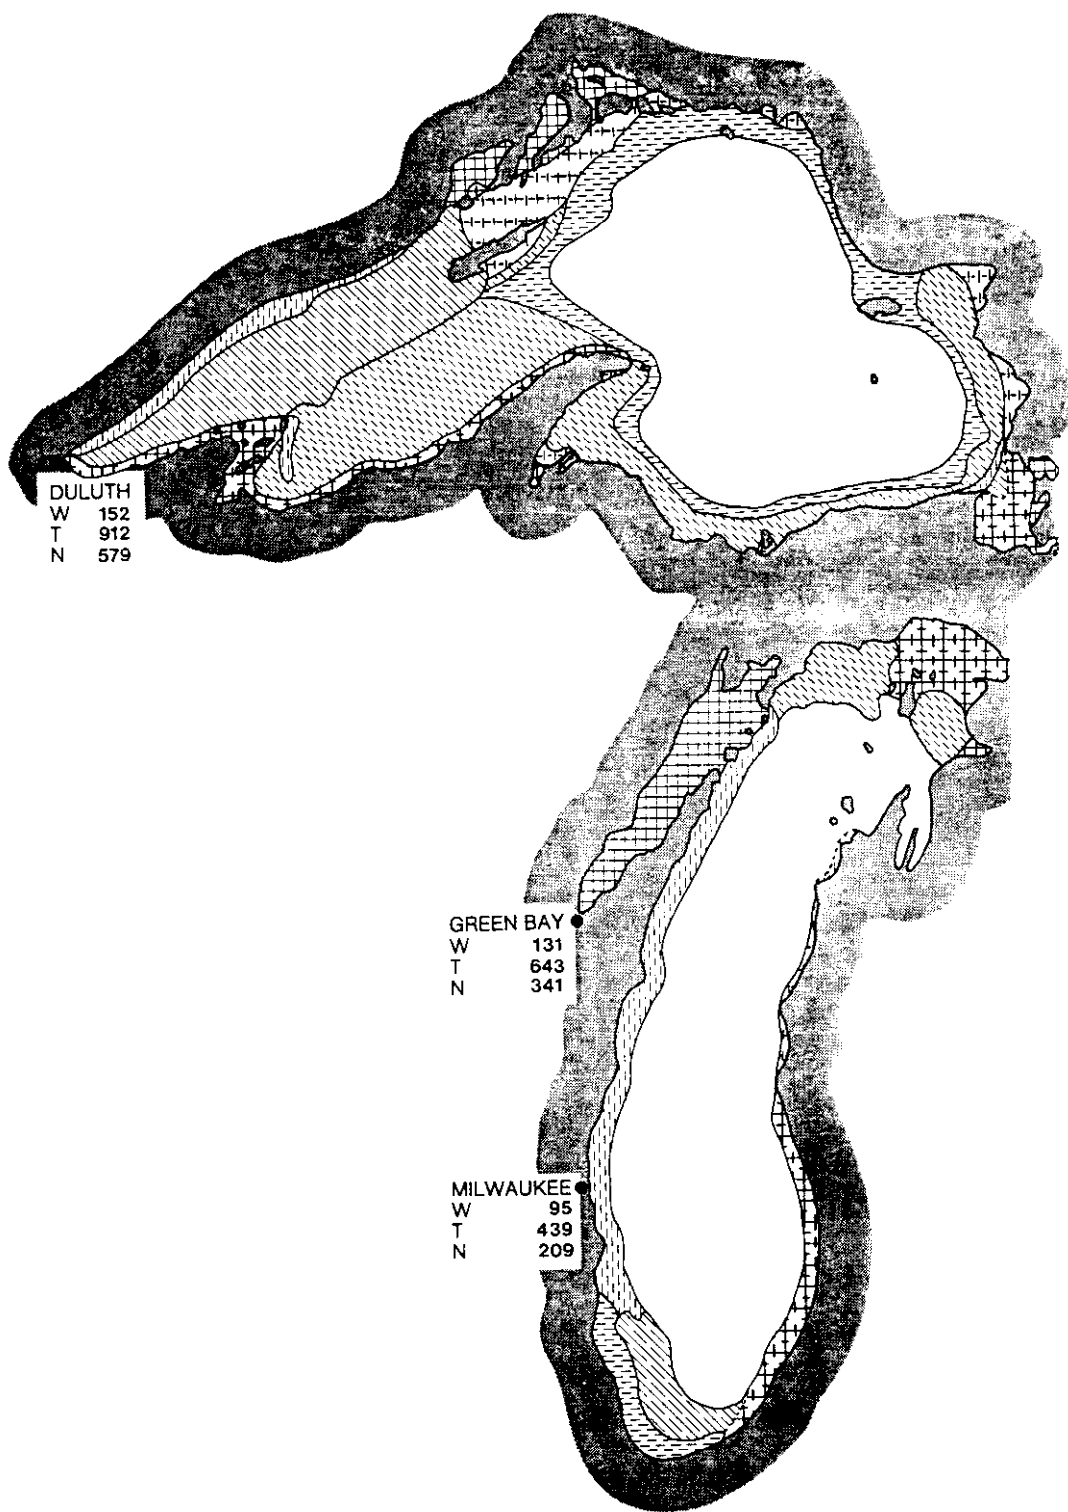 DULUTH
W 152
T 912
N 579
GREEN BAY
W 131
T 643
N 341
MILWAUKEE
W 95
T 439
N 209